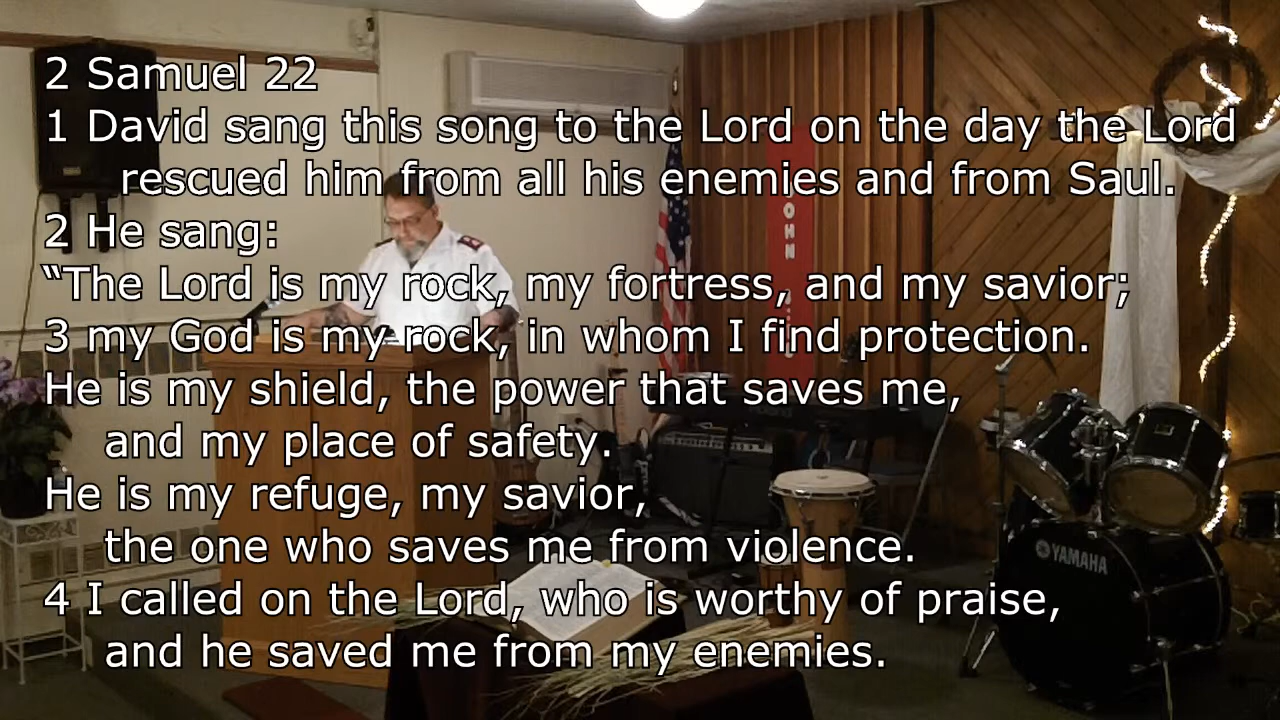 2 Samuel 22
1 David sang this song to the Lord on the day the Lord
rescued him from all his enemies and from Saul.
2 He sang:
“The Lord is my rock, my fortress, and my savior;
3 my God is my rock, in whom I find protection.
He is my shield, the power that saves me,
and my place of safety.
He is my refuge, my savior,
the one who saves me from violence.
4 I called on the Lord, who is worthy of praise,
and he saved me from my enemies.
JOHN
YAMAHA